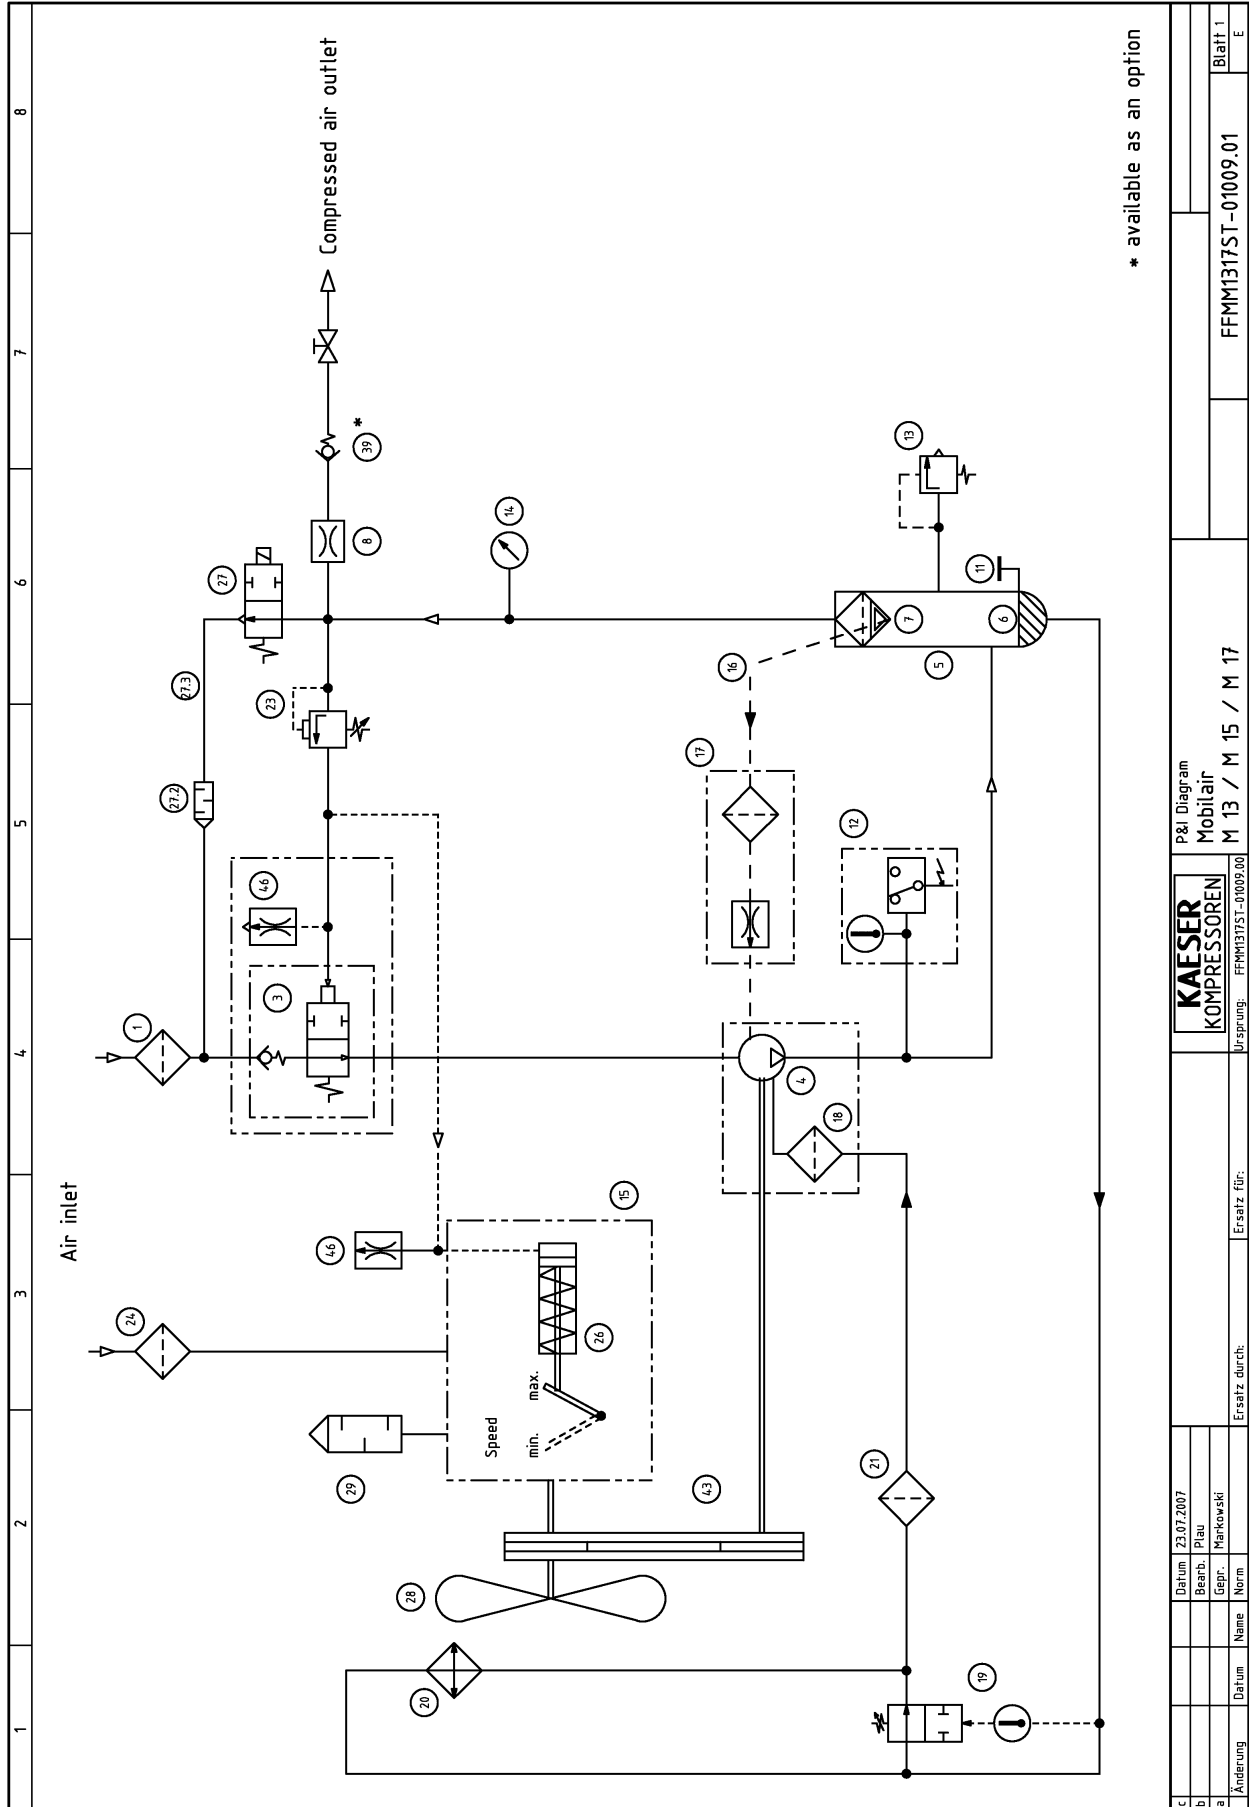 1
2
3
4
5
6
7
8
Air inlet
Compressed air outlet
* available as an option
1
3
4
5
6
7
8
11
12
13
14
15
16
17
18
19
20
21
23
24
26
27
27.2
27.3
28
29
39
*
43
46
46
Speed
min.
max.
c
b
a
Änderung
Datum
Name
Datum
23.07.2007
Bearb.
Plau
Gepr.
Markowski
Norm
Ersatz durch:
Ersatz für:
KAESER
KOMPRESSOREN
Ursprung: FFMM1317ST-01009.00
P&I Diagram
Mobilair
M 13 / M 15 / M 17
FFMM1317ST-01009.01
Blatt 1
E